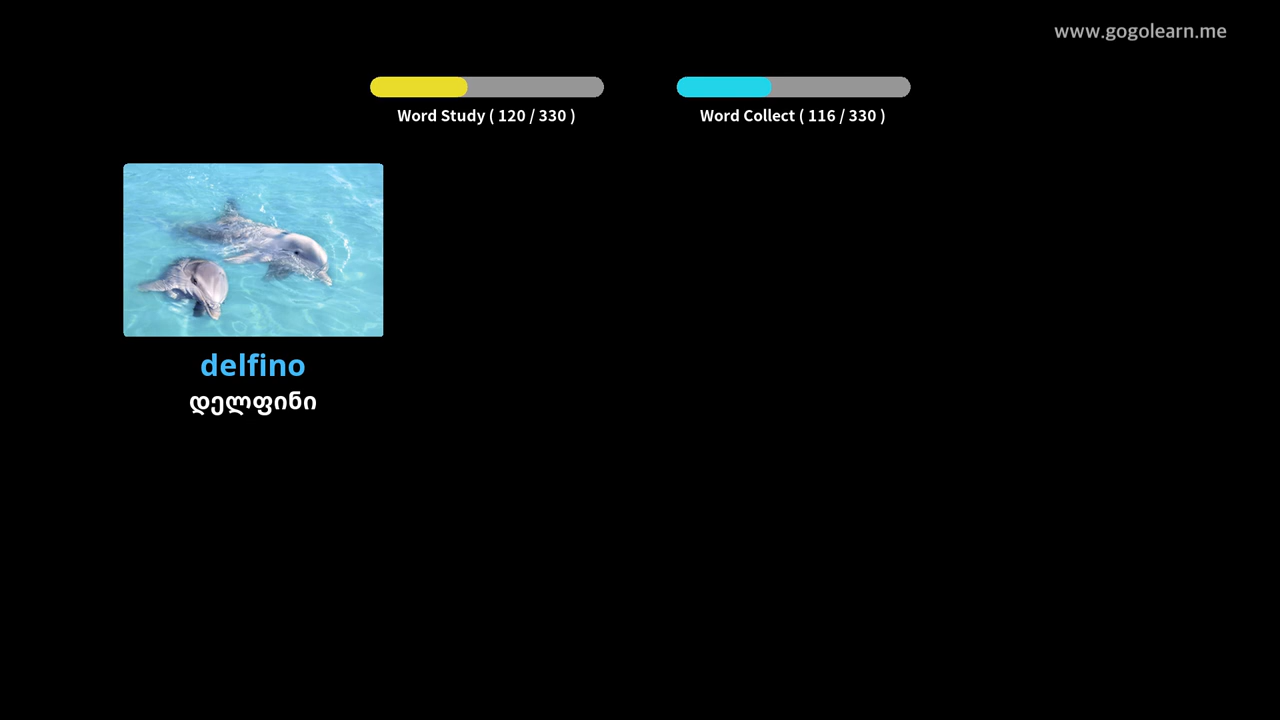 www.gogolearn.me
Word Study ( 120 / 330 )
Word Collect ( 116 / 330 )
delfino
დელფინი